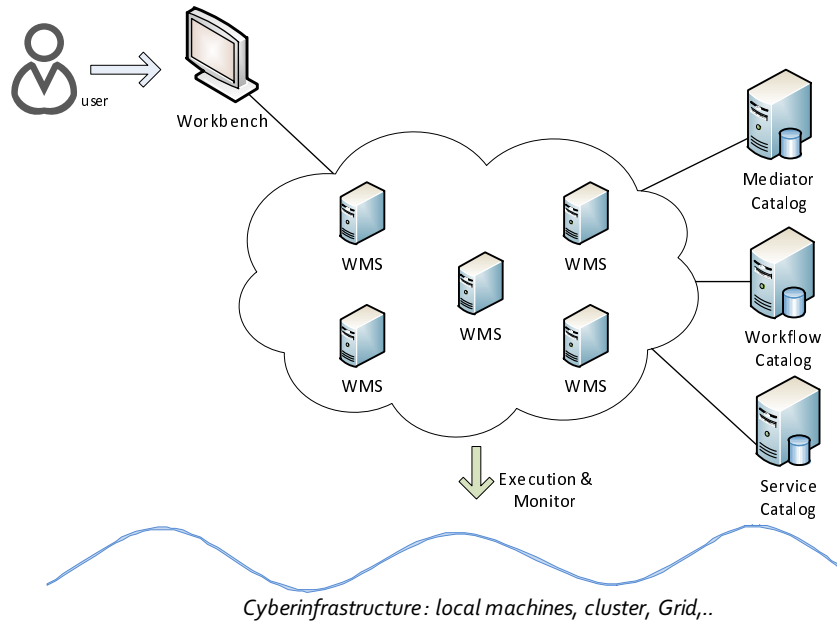 user
Workbench
Mediator
Catalog
WMS
WMS
WMS
Workflow
Catalog
WMS
WMS
Execution &
Monitor
Service
Catalog
Cyberinfrastructure: local machines, cluster, Grid,..